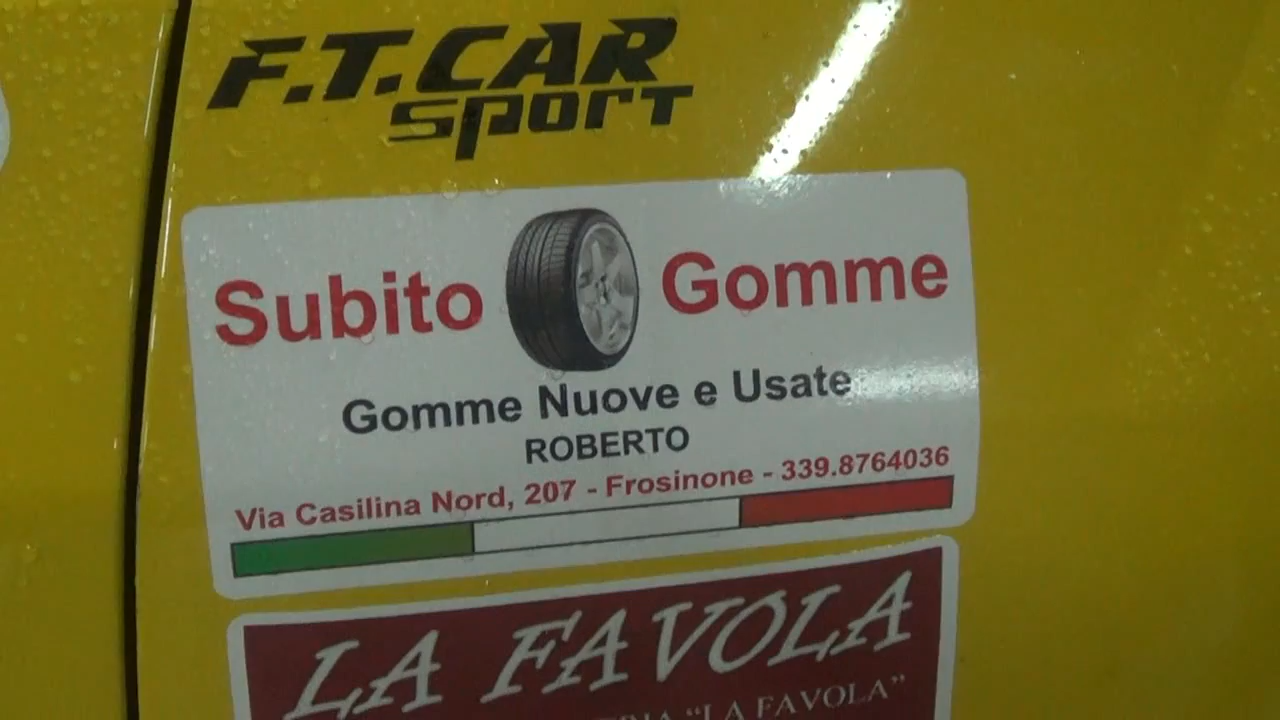 F.T. CAR
sport
Subito Gomme
Gomme Nuove e Usate
ROBERTO
Via Casilina Nord, 207 - Frosinone - 339.8764036
LA FAVOLA
"LA FAVOLA"